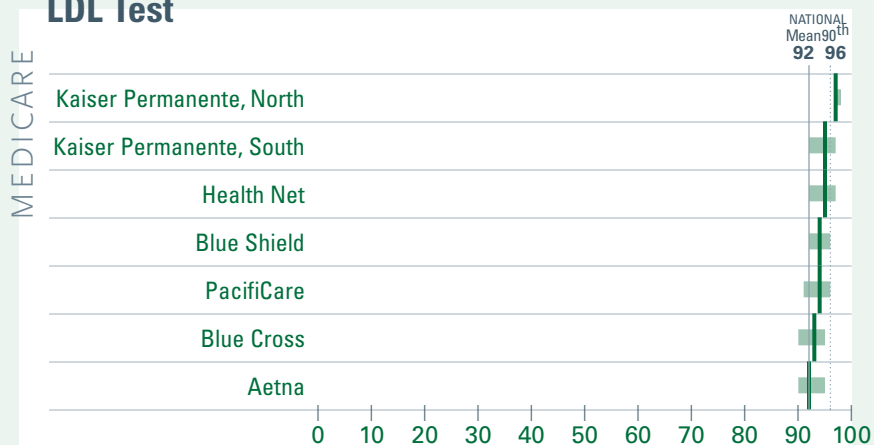 LDL Test
NATIONAL
Mean 90th
92 96
MEDICARE
Kaiser Permanente, North
Kaiser Permanente, South
Health Net
Blue Shield
PacifiCare
Blue Cross
Aetna
0 10 20 30 40 50 60 70 80 90 100